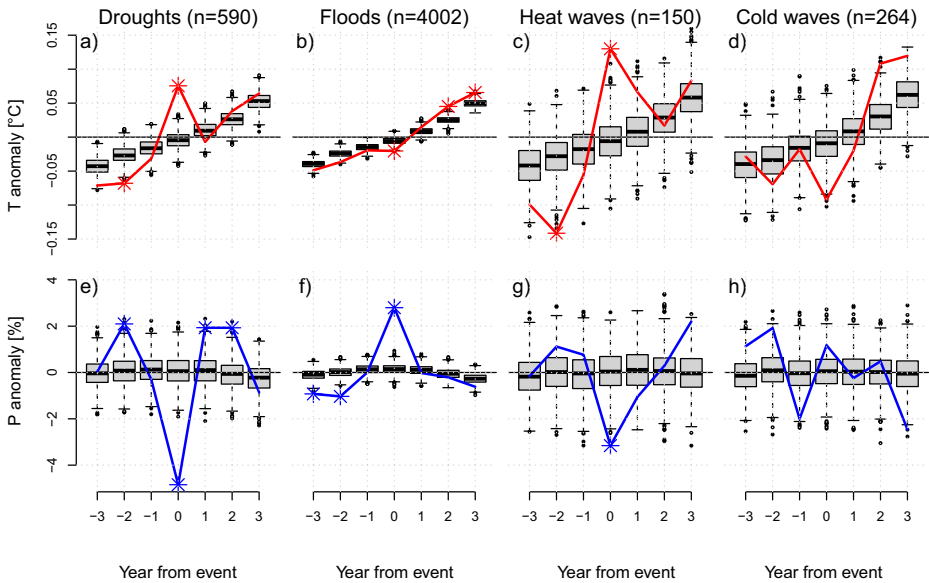 Droughts (n=590) Floods (n=4002) Heat waves (n=150) Cold waves (n=264)
a) b) c) d)
T anomaly [°C]
0.15
0.05
−0.05
−0.15
e) f) g) h)
P anomaly [%]
4
2
0
−2
−4
−3 −2 −1 0 1 2 3 −3 −2 −1 0 1 2 3 −3 −2 −1 0 1 2 3 −3 −2 −1 0 1 2 3
Year from event Year from event Year from event Year from event